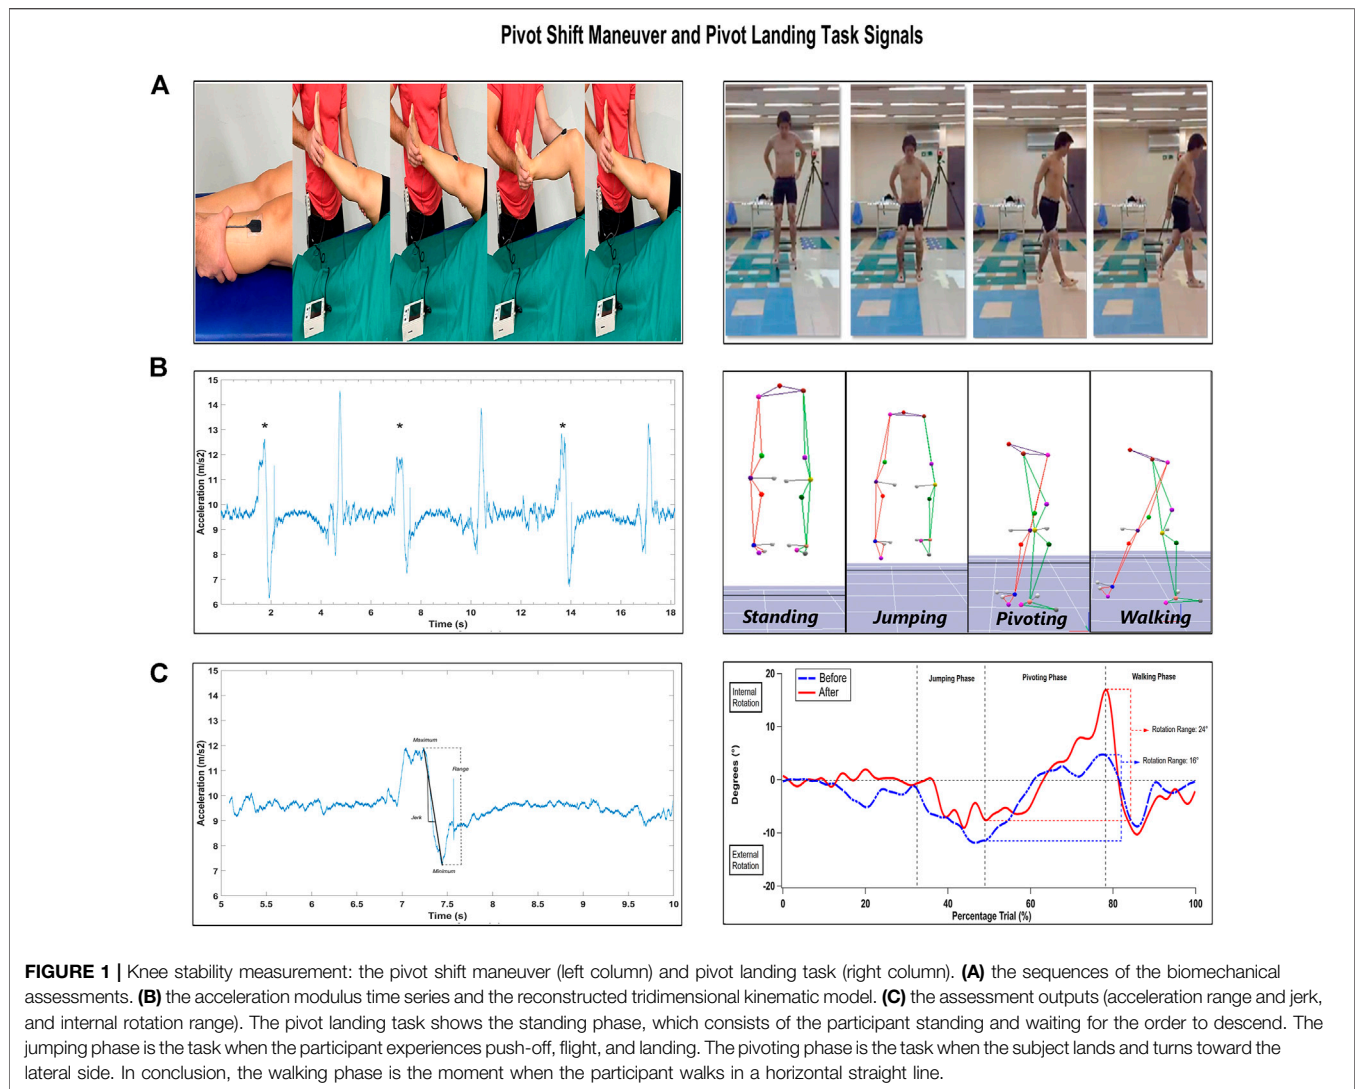 Pivot Shift Maneuver and Pivot Landing Task Signals
A
B
15
14
13
12
11
10
9
8
7
6
Acceleration (m/s2)
*
*
*
2
4
6
8
10
12
14
16
18
Time (s)
Standing
Jumping
Pivoting
Walking
C
15
14
13
12
11
10
9
8
7
6
Acceleration (m/s2)
Maximum
Range
Jerk
Minimum
5
5.5
6
6.5
7
7.5
8
8.5
9
9.5
10
Time (s)
20
10
0
-10
-20
Degrees (°)
Internal
Rotation
External
Rotation
Before
After
Jumping Phase
Pivoting Phase
Walking Phase
Rotation Range: 24°
Rotation Range: 16°
0
20
40
60
80
100
Percentage Trial (%)
FIGURE 1 | Knee stability measurement: the pivot shift maneuver (left column) and pivot landing task (right column). (A) the sequences of the biomechanical
assessments. (B) the acceleration modulus time series and the reconstructed tridimensional kinematic model. (C) the assessment outputs (acceleration range and jerk,
and internal rotation range). The pivot landing task shows the standing phase, which consists of the participant standing and waiting for the order to descend. The
jumping phase is the task when the participant experiences push-off, flight, and landing. The pivoting phase is the task when the subject lands and turns toward the
lateral side. In conclusion, the walking phase is the moment when the participant walks in a horizontal straight line.